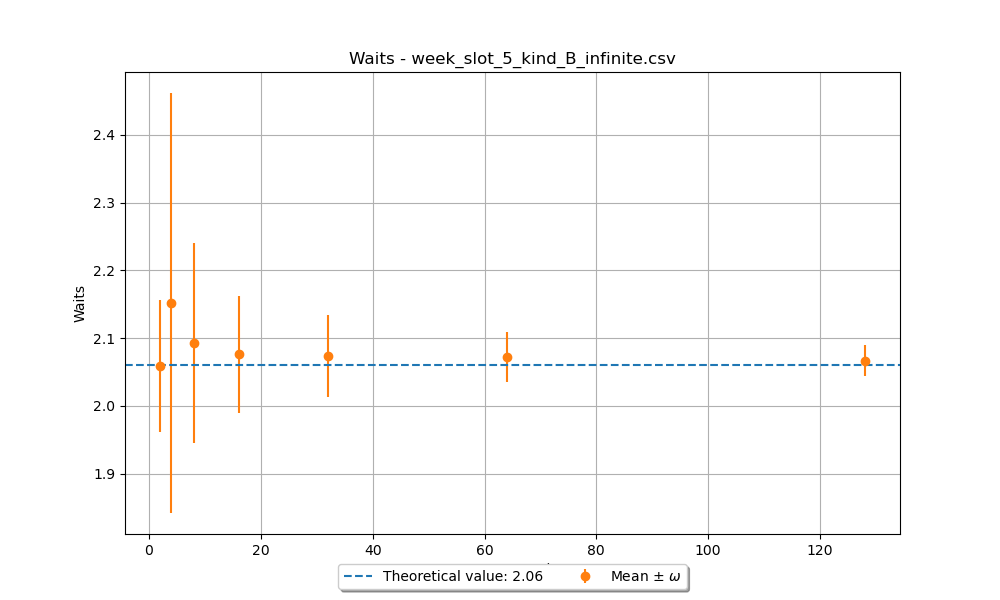 Waits - week_slot_5_kind_B_infinite.csv
2.4
2.3
2.2
2.1
2.0
1.9
Waits
0 20 40 60 80 100 120
Theoretical value: 2.06 Mean ± ω